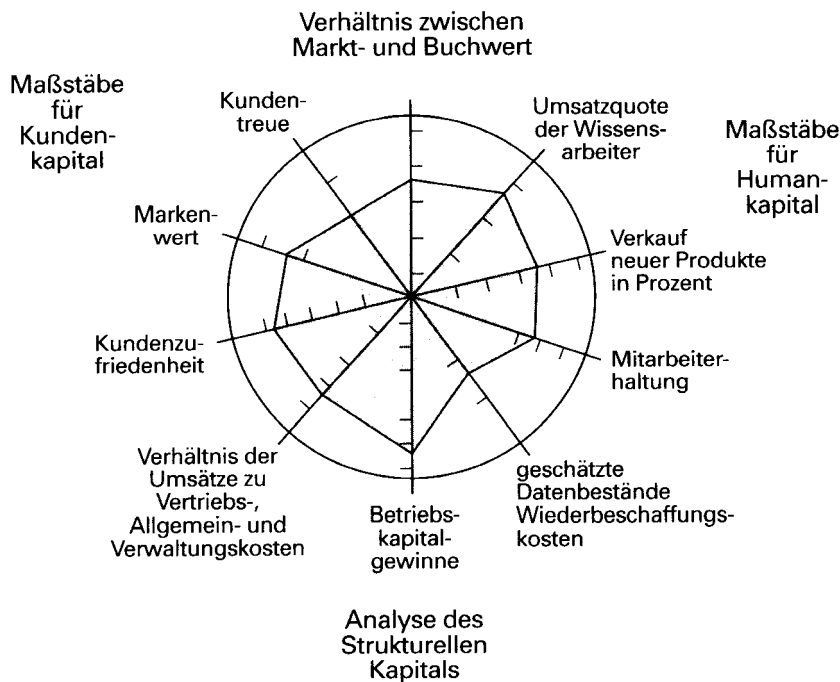 Verhältnis zwischen
Markt- und Buchwert
Maßstäbe
für
Kunden-
kapital
Kunden-
treue
Umsatzquote
der Wissens-
arbeiter
Maßstäbe
für
Human-
kapital
Marken-
wert
Verkauf
neuer Produkte
in Prozent
Kundenzu-
friedenheit
Mitarbeiter-
haltung
Verhältnis der
Umsätze zu
Vertriebs-,
Allgemein- und
Verwaltungskosten
Betriebs-
kapital-
gewinne
geschätzte
Datenbestände
Wiederbeschaffungs-
kosten
Analyse des
Strukturellen
Kapitals